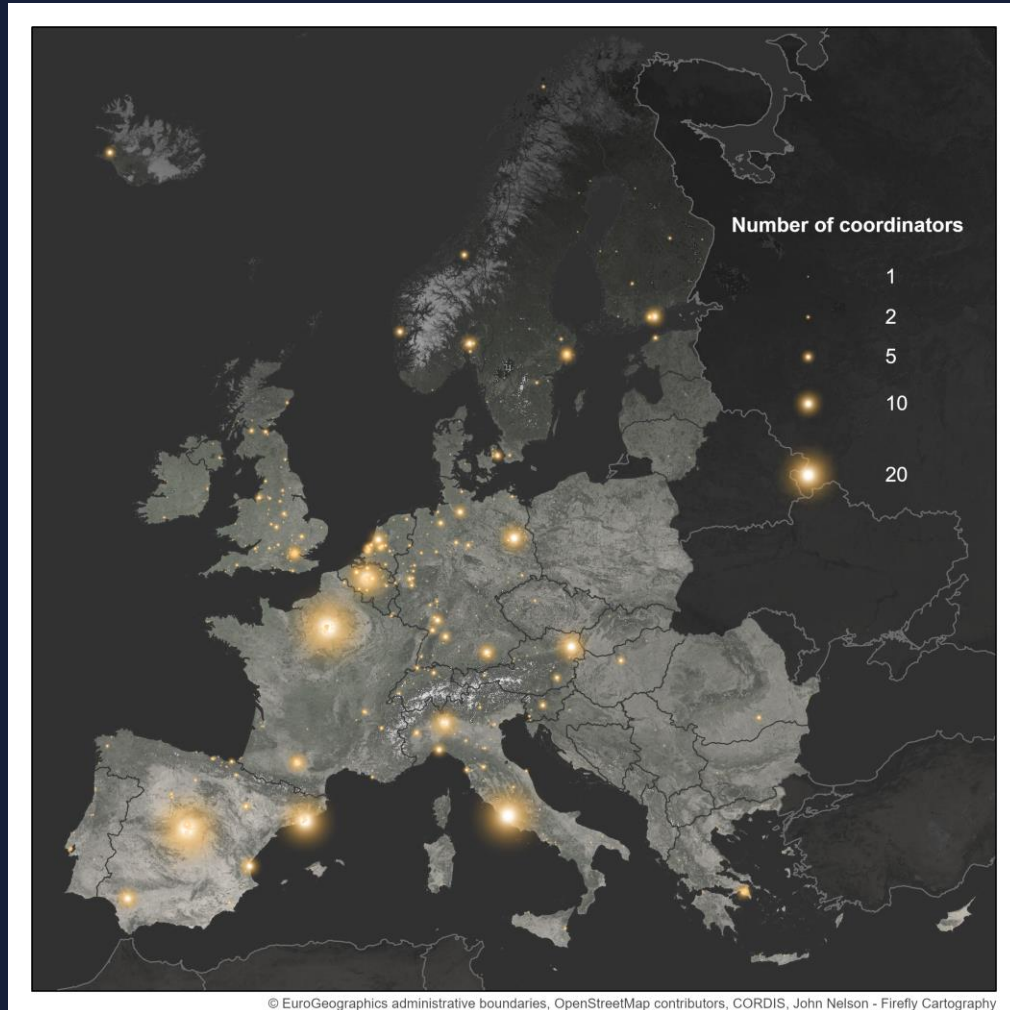 Number of coordinators
1
2
5
10
20
© EuroGeographics administrative boundaries, OpenStreetMap contributors, CORDIS, John Nelson - Firefly Cartography